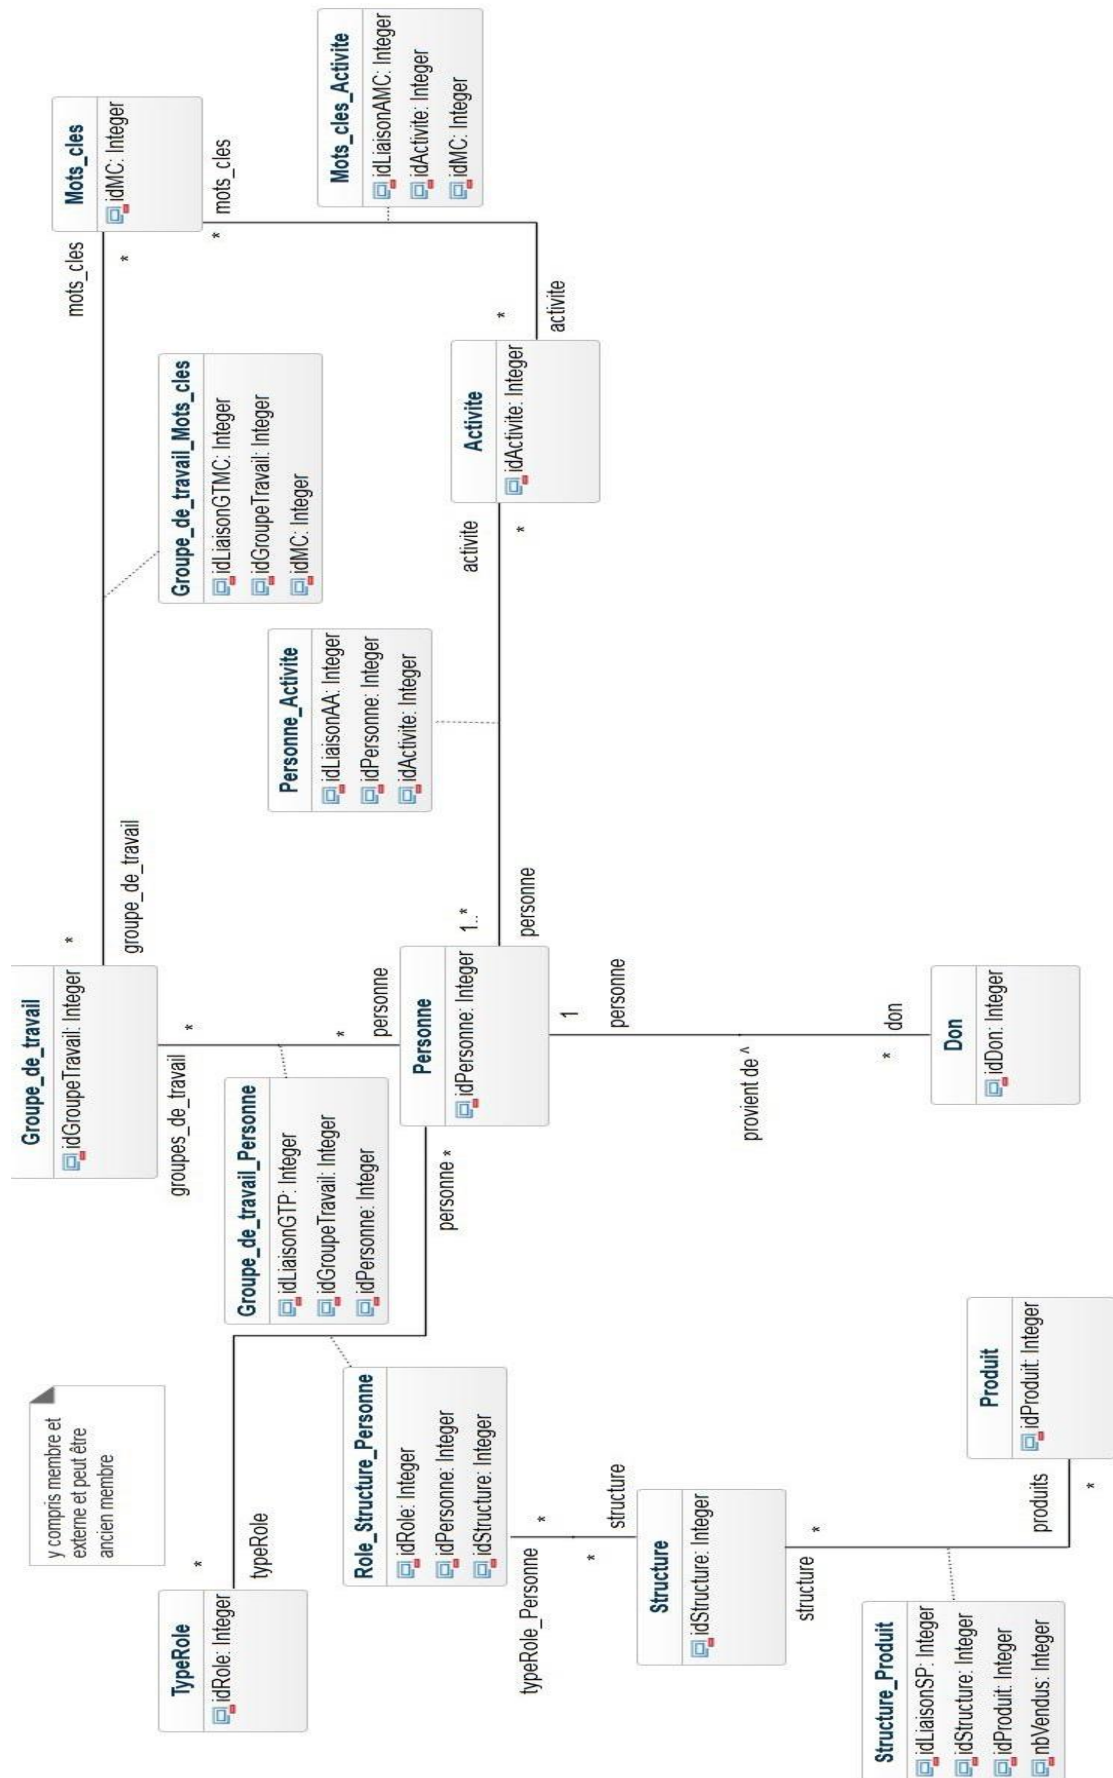 y compris membre et
externe et peut être
ancien membre
TypeRole
idRole: Integer
*
typeRole
Groupe_de_travail
idGroupeTravail: Integer
*
groupe_de_travail
*
groupes_de_travail
mots_cles
*
Mots_cles
idMC: Integer
mots_cles
*
Groupe_de_travail_Mots_cles
idLiaisonGTMC: Integer
idGroupeTravail: Integer
idMC: Integer
Mots_cles_Activite
idLiaisonAMC: Integer
idActivite: Integer
idMC: Integer
Groupe_de_travail_Personne
idLiaisonGTP: Integer
idGroupeTravail: Integer
idPersonne: Integer
Personne_Activite
idLiaisonAA: Integer
idPersonne: Integer
idActivite: Integer
*
personne
Personne
idPersonne: Integer
personne *
1..*
personne
activite
*
Activite
idActivite: Integer
*
activite
Role_Structure_Personne
idRole: Integer
idPersonne: Integer
idStructure: Integer
typeRole_Personne
*
*
structure
1
personne
provient de ^
*
don
Don
idDon: Integer
Structure
idStructure: Integer
structure
*
produits
*
Produit
idProduit: Integer
Structure_Produit
idLiaisonSP: Integer
idStructure: Integer
idProduit: Integer
nbVendus: Integer